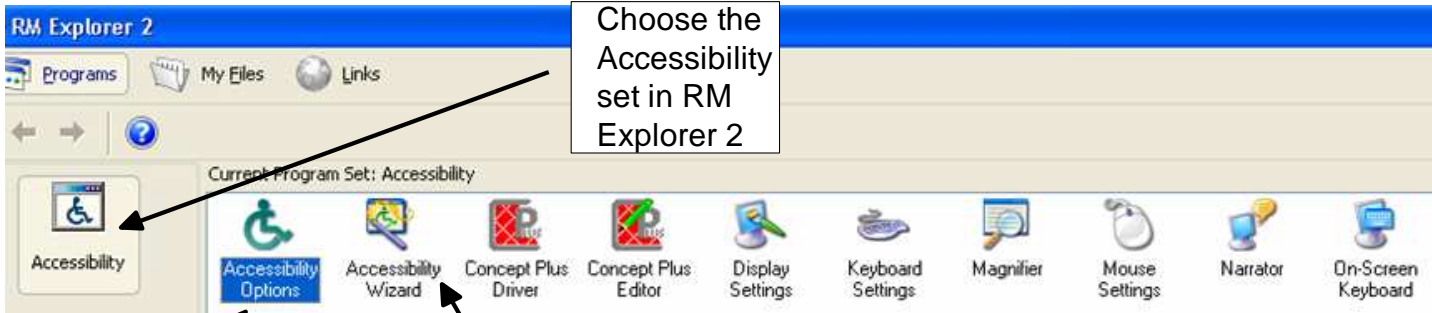 RM Explorer 2
Choose the
Accessibility
set in RM
Explorer 2
Programs My Files Links
Current Program Set: Accessibility
Accessibility
Accessibility
Options
Accessibility
Wizard
Concept Plus
Driver
Concept Plus
Editor
Display
Settings
Keyboard
Settings
Magnifier
Mouse
Settings
Narrator
On-Screen
Keyboard